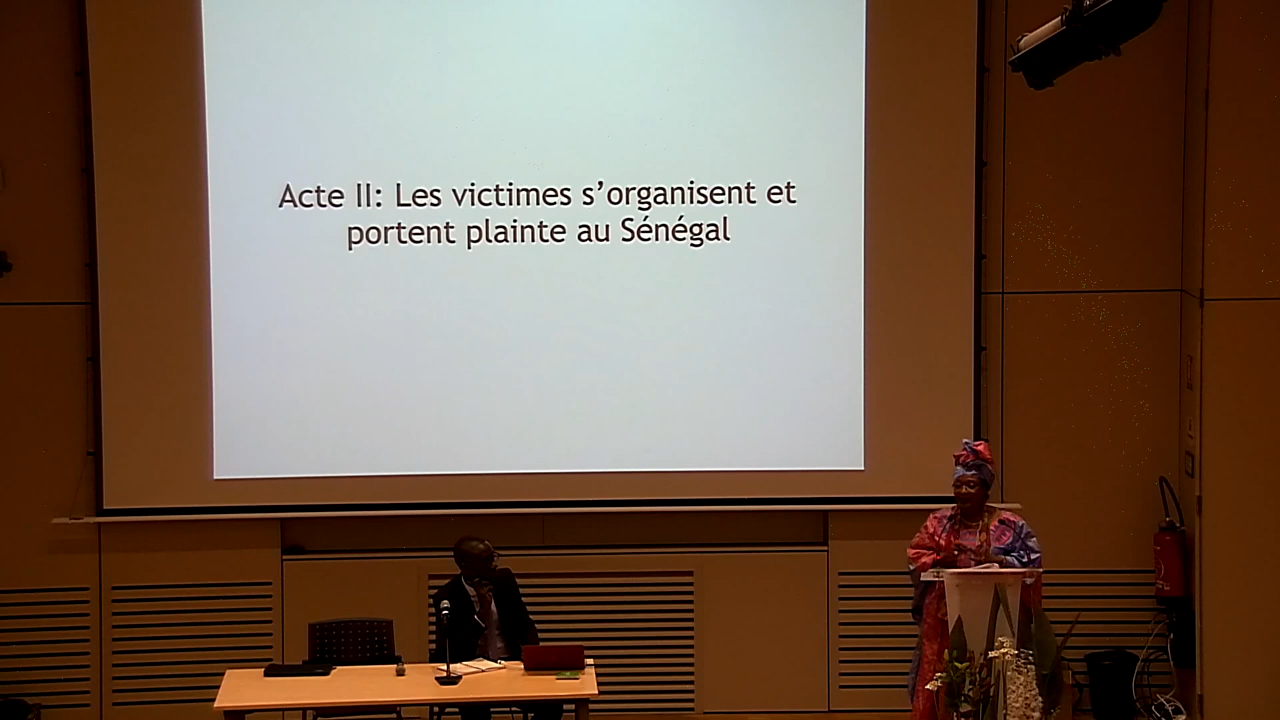 Acte II: Les victimes s’organisent et
portent plainte au Sénégal